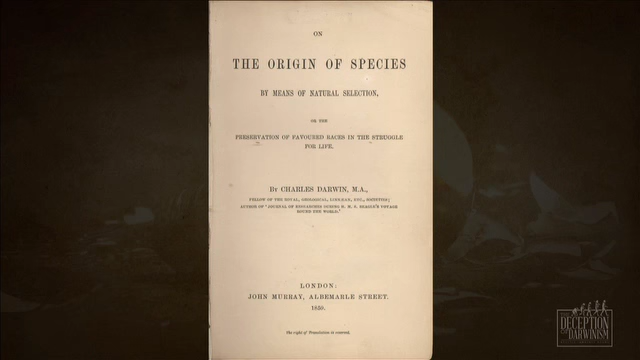 ON
THE ORIGIN OF SPECIES
BY MEANS OF NATURAL SELECTION,
OR THE
PRESERVATION OF FAVOURED RACES IN THE STRUGGLE
FOR LIFE.
BY CHARLES DARWIN, M.A.,
FELLOW OF THE ROYAL, GEOLOGICAL, LINNÆAN, ETC., SOCIETIES;
AUTHOR OF 'JOURNAL OF RESEARCHES DURING H. M. S. BEAGLE'S VOYAGE
ROUND THE WORLD.'
LONDON:
JOHN MURRAY, ALBEMARLE STREET.
1859.
The right of Translation is reserved.
DECEPTION
DARWINISM